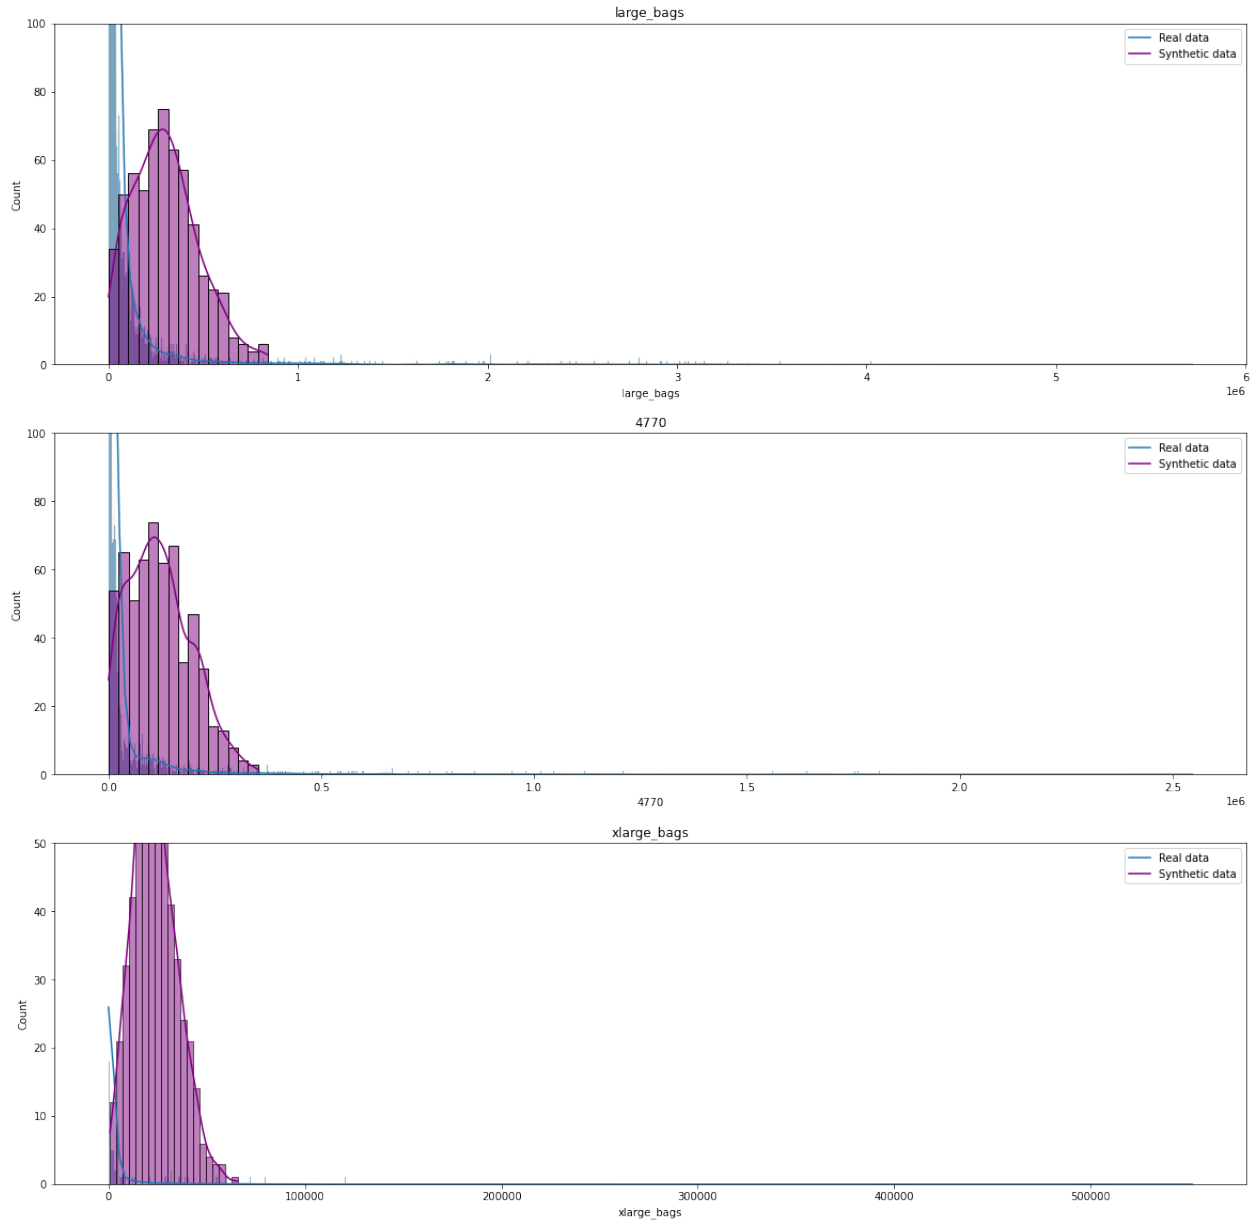 large_bags
100
80
60
40
20
0
Count
Real data
Synthetic data
0 1 2 3 4 5 6
1e6
large_bags
4770
100
80
60
40
20
0
Count
Real data
Synthetic data
0.0 0.5 1.0 1.5 2.0 2.5
1e6
4770
xlarge_bags
50
40
30
20
10
0
Count
Real data
Synthetic data
0 100000 200000 300000 400000 500000
xlarge_bags